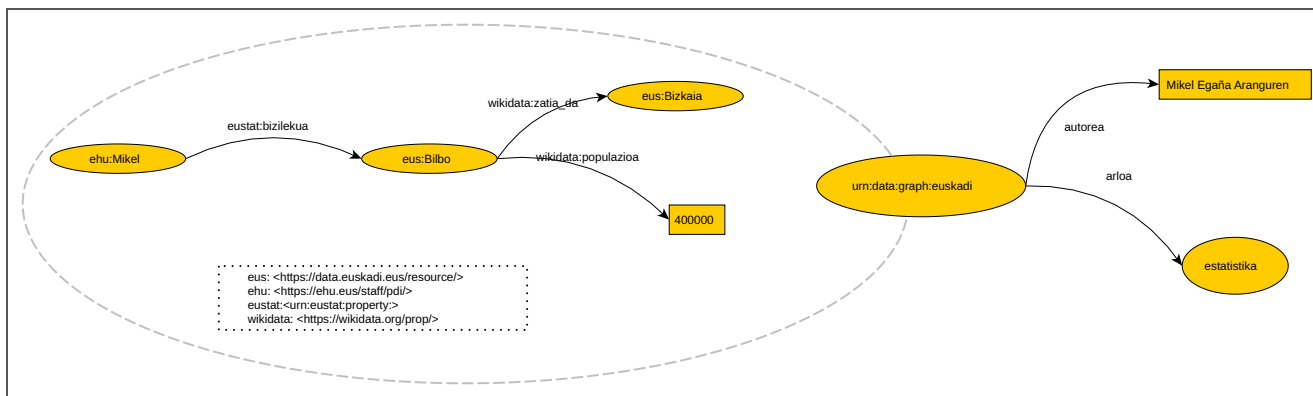 Mikel Egaña Aranguren
eus:Bizkaia
wikidata:zatia_da
eustat:bizilekua
autorea
ehu:Mikel
eus:Bilbo
wikidata:populazioa
urn:data:graph:euskadi
arloa
400000
estatistika
eus: <https://data.euskadi.eus/resource/>
ehu: <https://ehu.eus/staff/pdi/>
eustat:<urn:eustat:property:>
wikidata: <https://wikidata.org/prop/>